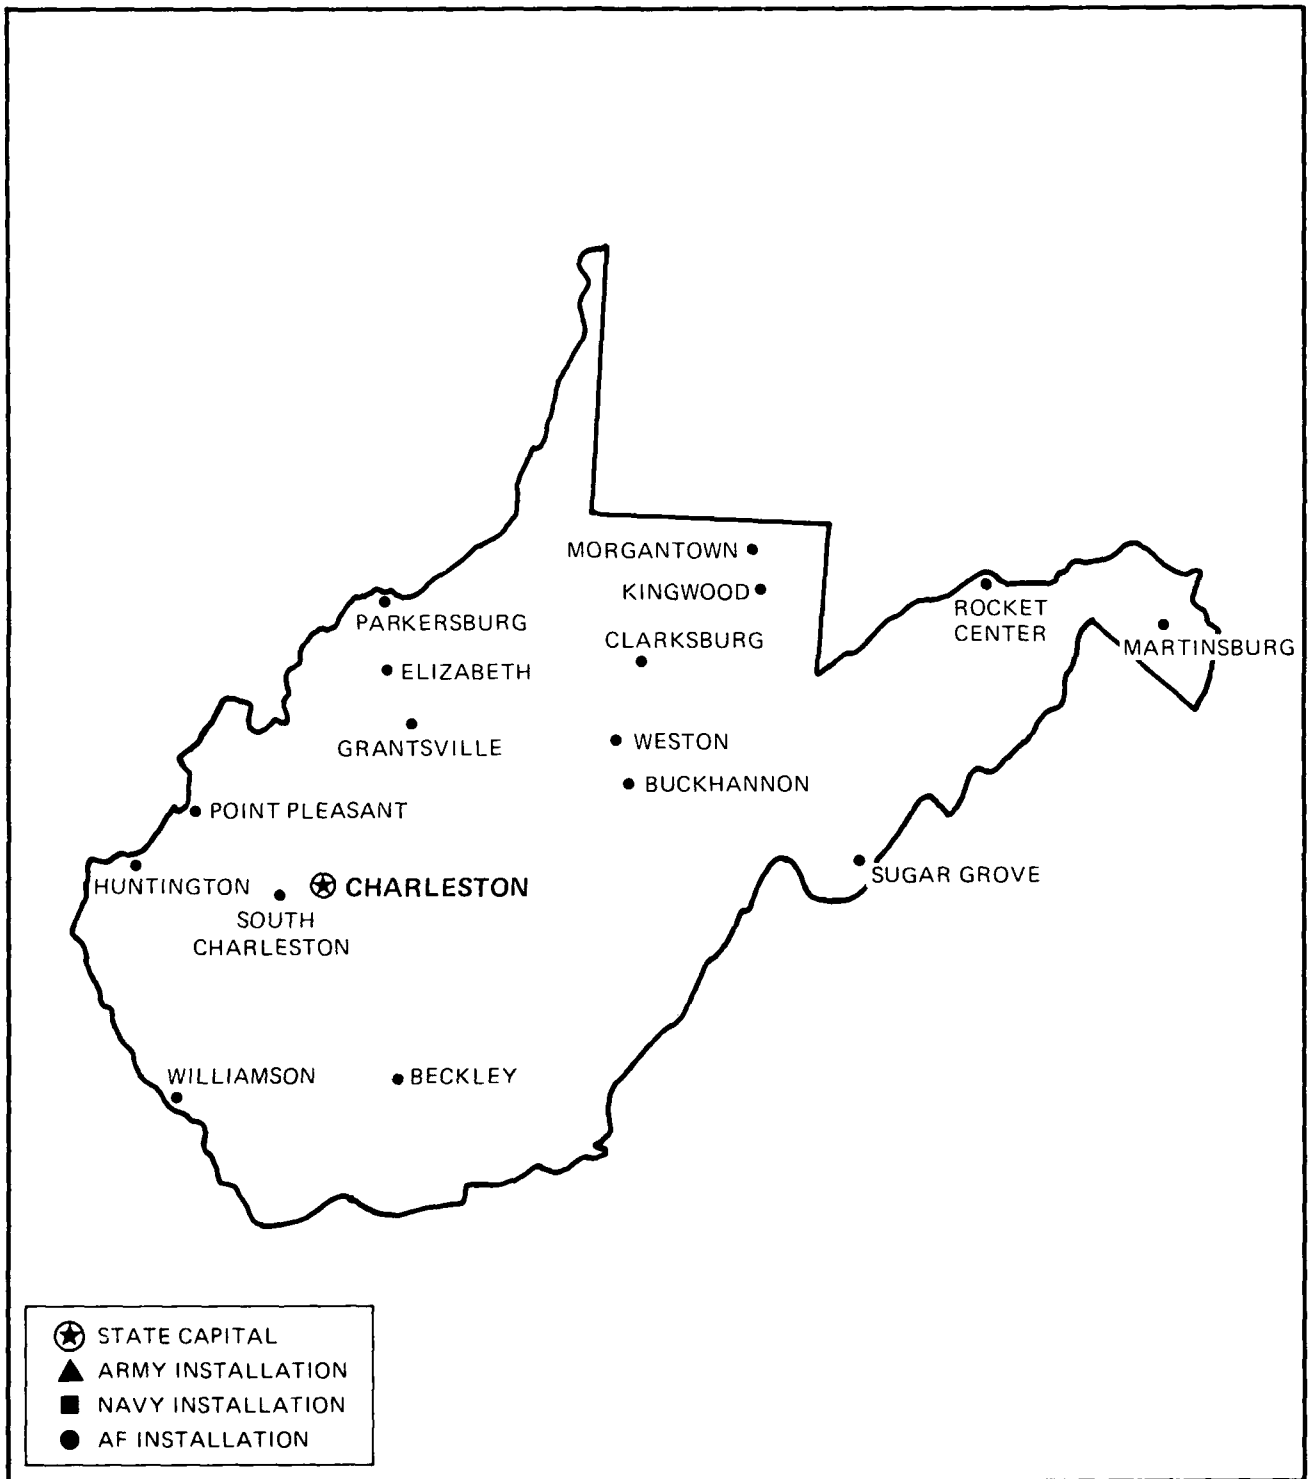 MORGANTOWN
KINGWOOD
ROCKET
CENTER
PARKERSBURG
CLARKSBURG
MARTINSBURG
ELIZABETH
GRANTSVILLE
WESTON
BUCKHANNON
POINT PLEASANT
SUGAR GROVE
HUNTINGTON
CHARLESTON
SOUTH
CHARLESTON
WILLIAMSON
BECKLEY
STATE CAPITAL
ARMY INSTALLATION
NAVY INSTALLATION
AF INSTALLATION